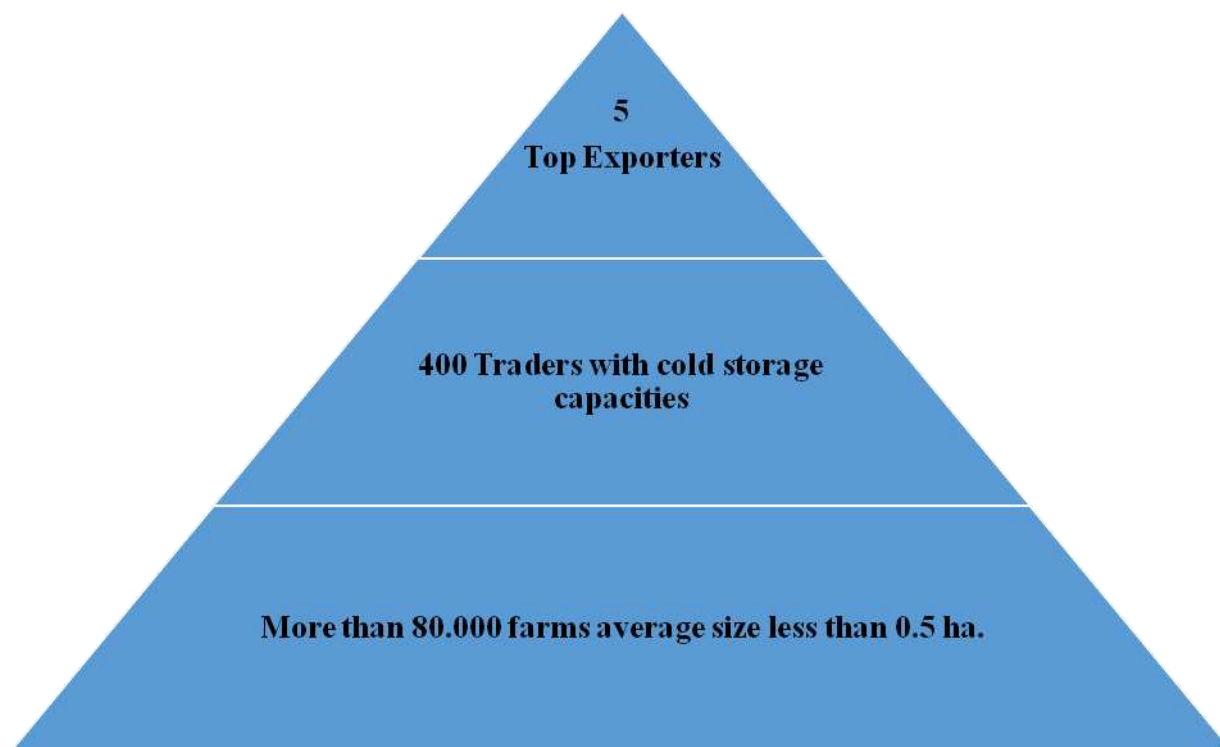 5
Top Exporters
400 Traders with cold storage
capacities
More than 80.000 farms average size less than 0.5 ha.